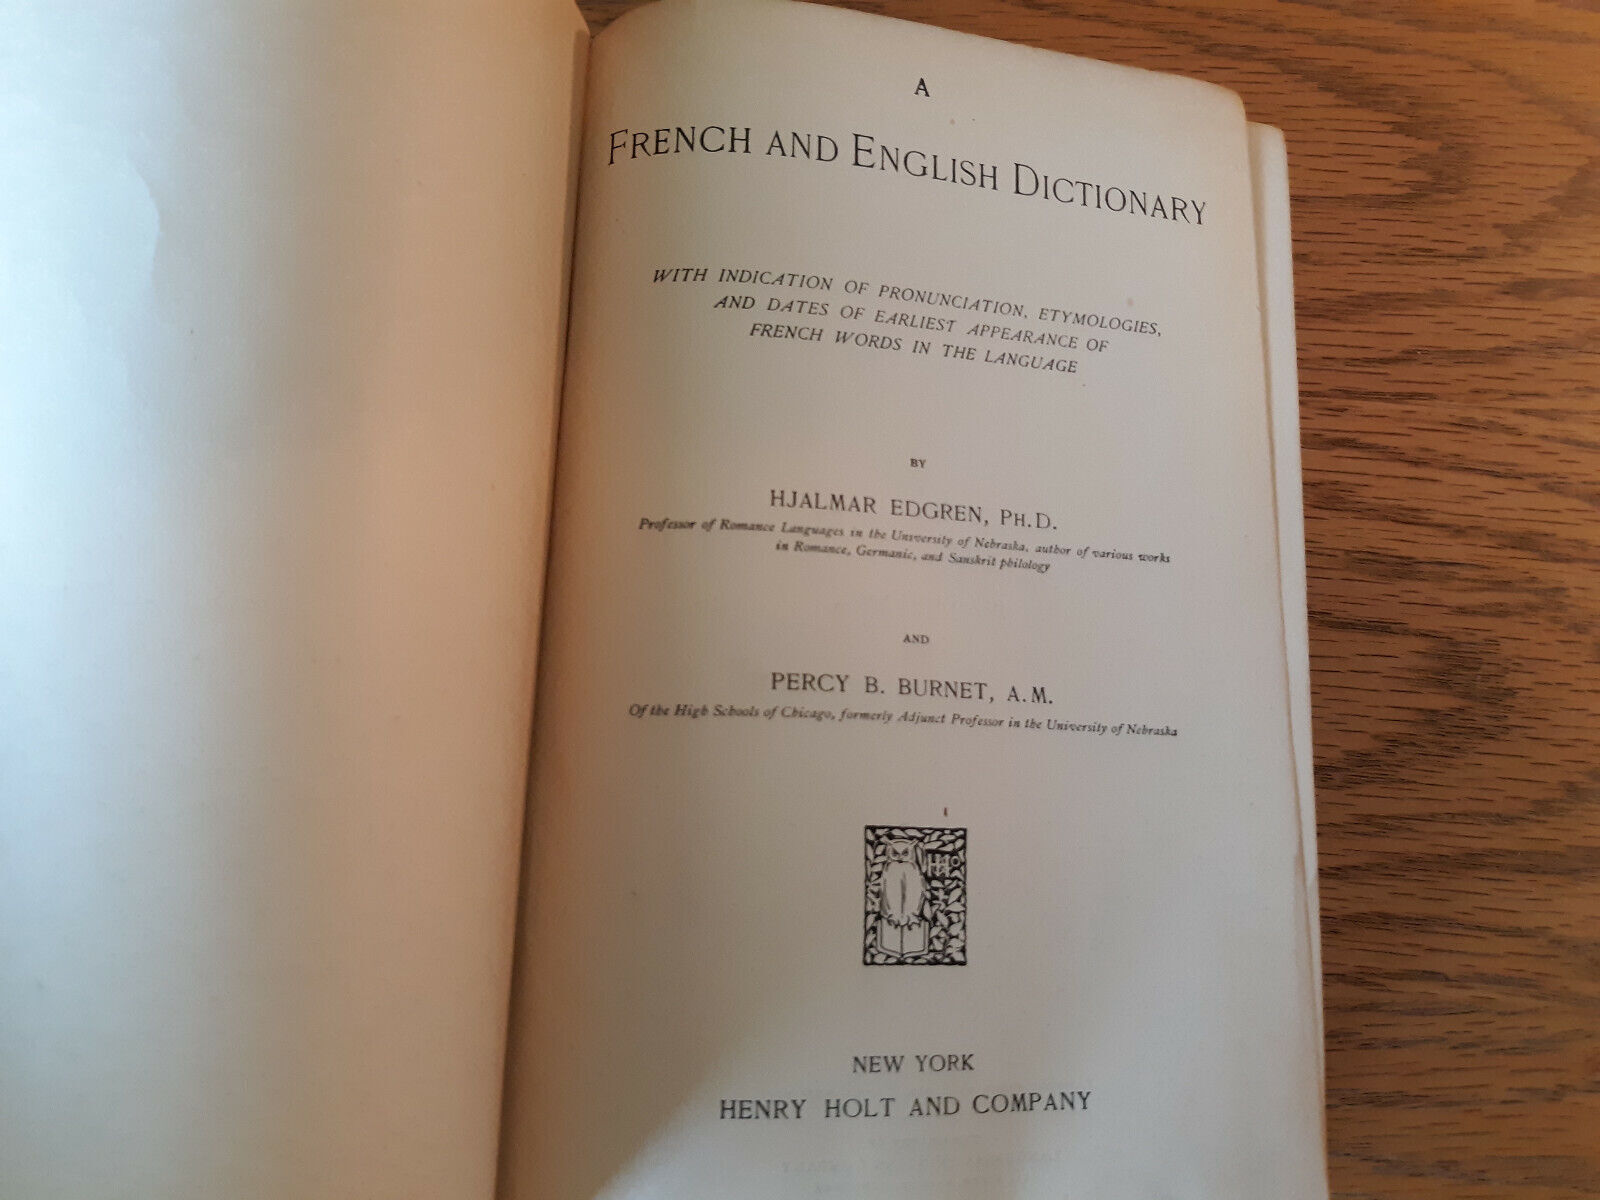 A
FRENCH AND ENGLISH DICTIONARY
WITH INDICATION OF PRONUNCIATION, ETYMOLOGIES,
AND DATES OF EARLIEST APPEARANCE OF
FRENCH WORDS IN THE LANGUAGE
BY
HJALMAR EDGREN, PH.D.
Professor of Romance Languages in the University of Nebraska, author of various works
in Romance, Germanic, and Sanskrit philology
AND
PERCY B. BURNET, A.M.
Of the High Schools of Chicago, formerly Adjunct Professor in the University of Nebraska
HH&Co
NEW YORK
HENRY HOLT AND COMPANY